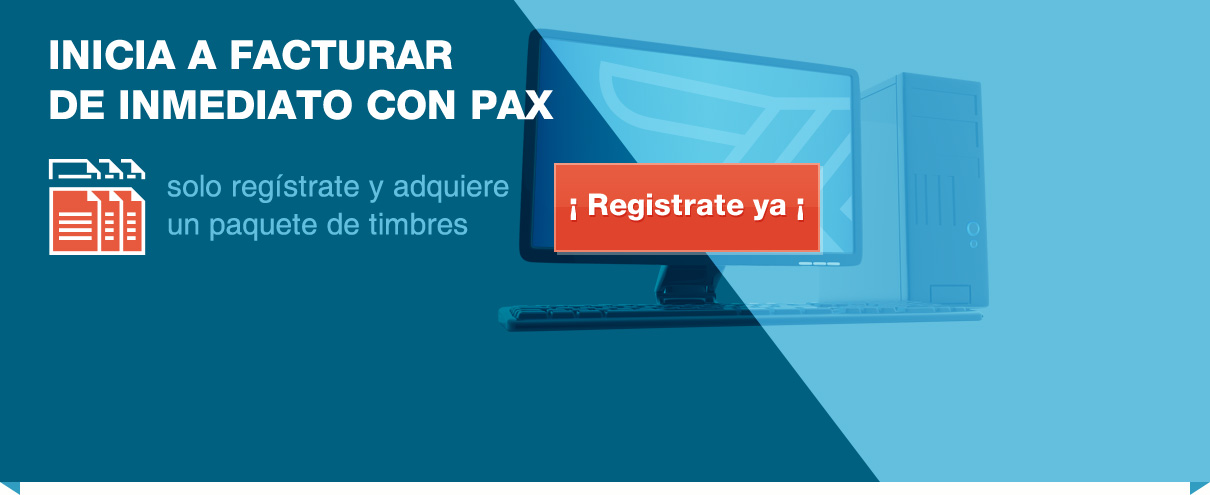 INICIA A FACTURAR
DE INMEDIATO CON PAX
solo regístrate y adquiere
un paquete de timbres
¡ Registrate ya ¡